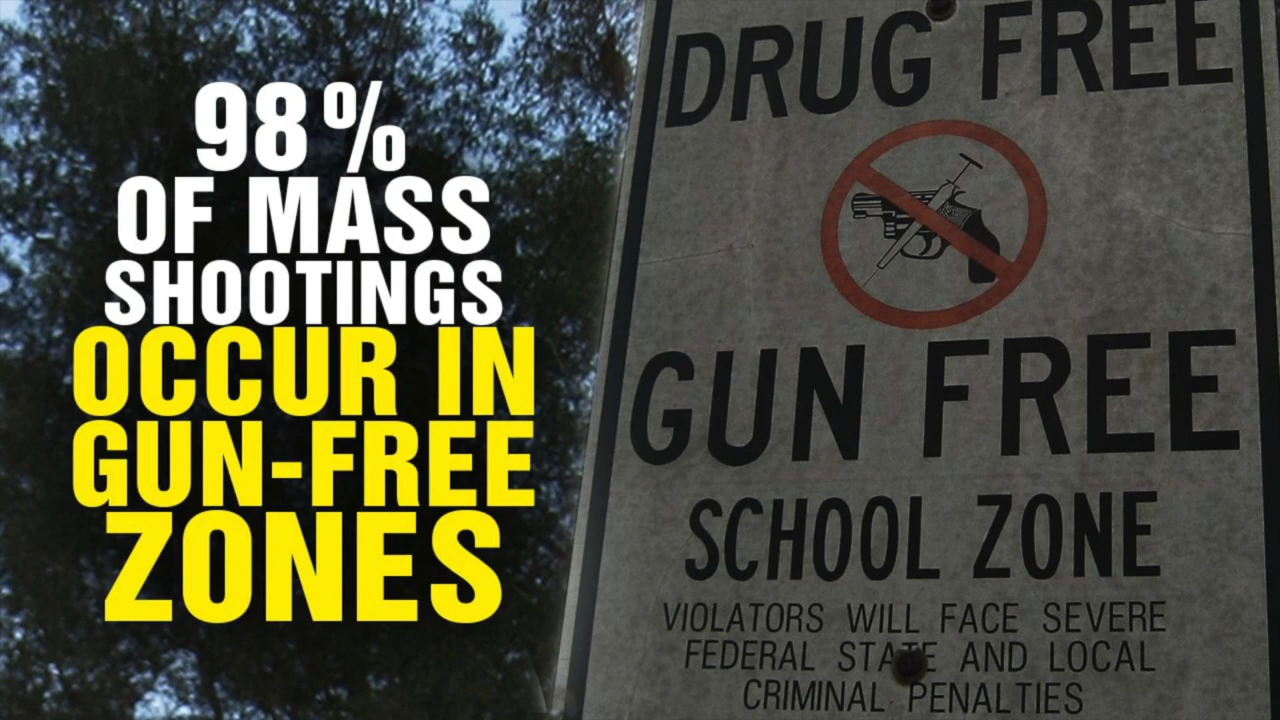 98%
OF MASS
SHOOTINGS
OCCUR IN
GUN-FREE
ZONES
DRUG FREE
GUN FREE
SCHOOL ZONE
VIOLATORS WILL FACE SEVERE
FEDERAL STATE AND LOCAL
CRIMINAL PENALTIES